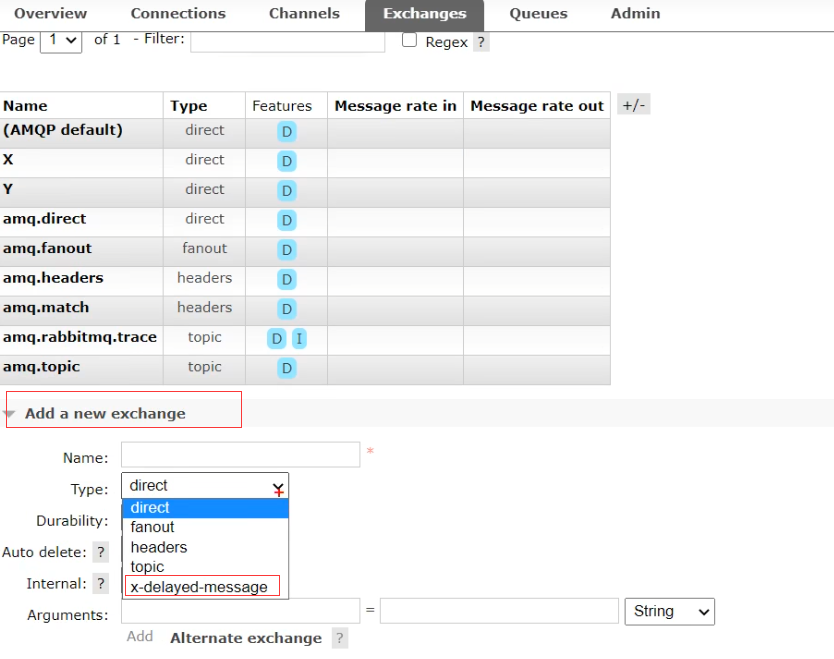 Overview Connections Channels Exchanges Queues Admin
Page 1 of 1 - Filter: Regex ?
Name Type Features Message rate in Message rate out +/-
(AMQP default) direct D
X direct D
Y direct D
amq.direct direct D
amq.fanout fanout D
amq.headers headers D
amq.match headers D
amq.rabbitmq.trace topic D I
amq.topic topic D
Add a new exchange
Name: *
Type: direct
direct
Durability:
fanout
Auto delete: ?
headers
topic
Internal: ?
x-delayed-message
Arguments: = String
Add Alternate exchange ?